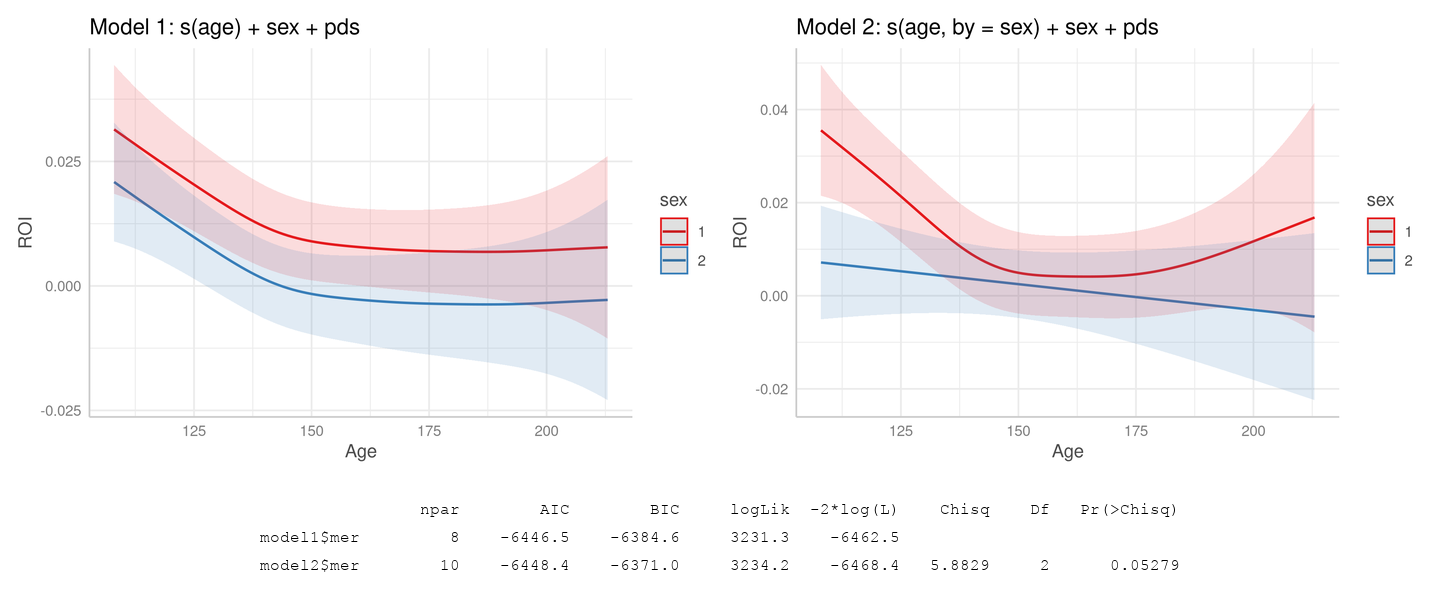 Model 1: s(age) + sex + pds
ROI
0.025
0.000
-0.025
125 150 175 200
Age
sex
1
2
Model 2: s(age, by = sex) + sex + pds
ROI
0.04
0.02
0.00
-0.02
125 150 175 200
Age
sex
1
2
npar AIC BIC logLik -2*log(L) Chisq Df Pr(>Chisq)
model1$mer 8 -6446.5 -6384.6 3231.3 -6462.5
model2$mer 10 -6448.4 -6371.0 3234.2 -6468.4 5.8829 2 0.05279